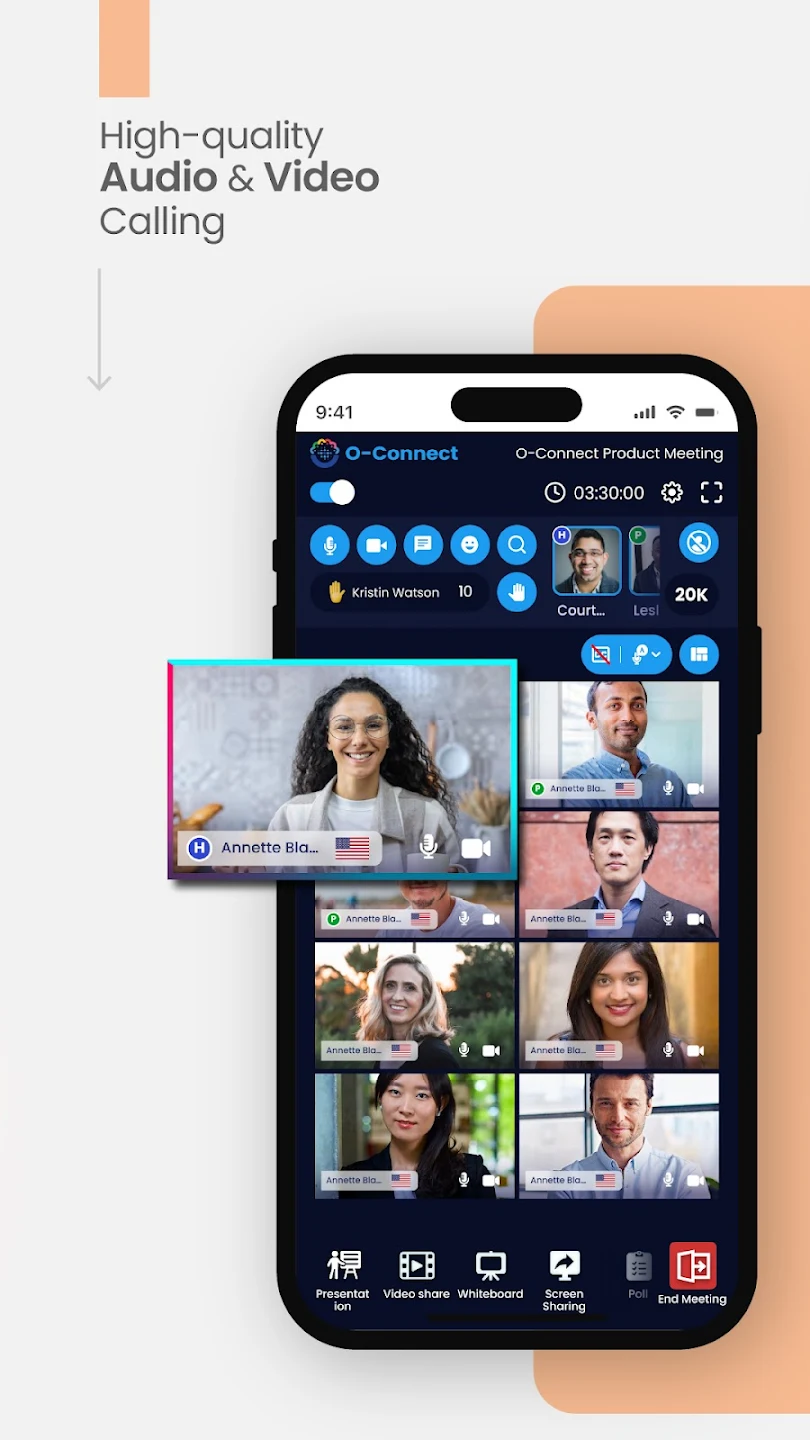 High-quality
Audio & Video
Calling
9:41
O-Connect
O-Connect Product Meeting
03:30:00
H
P
Kristin Watson 10
20K
Court...
Lesl
H Annette Bla...
P Annette Bla...
P Annette Bla...
Annette Bla...
Annette Bla...
Annette Bla...
Annette Bla...
Annette Bla...
Presentat
ion
Video share
Whiteboard
Screen
Sharing
Poll
End Meeting